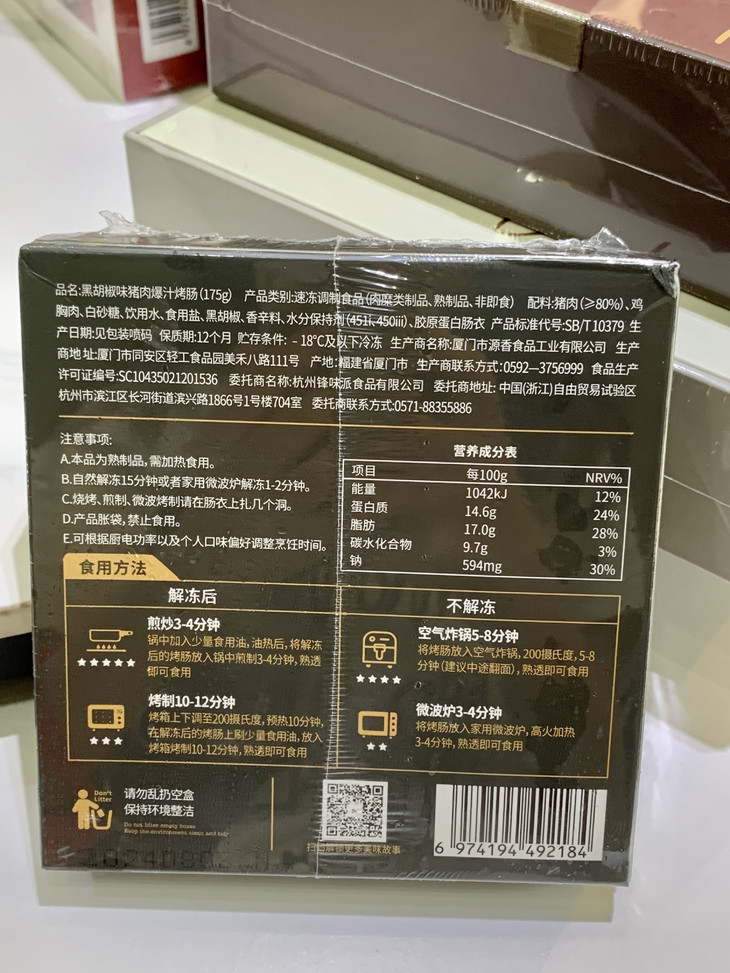 品名:黑胡椒味猪肉爆汁烤肠(175g) 产品类别:速冻调制食品(肉糜类制品、熟制品、非即食) 配料:猪肉(≥80%)、鸡
胸肉、白砂糖、饮用水、食用盐、黑胡椒、香辛料、水分保持剂(451i、450iii)、胶原蛋白肠衣 产品标准代号:SB/T10379 生
产日期:见包装喷码 保质期:12个月 贮存条件: -18℃及以下冷冻 生产商名称:厦门市源香食品工业有限公司 生产
商地址:厦门市同安区轻工食品园美禾八路111号 产地:福建省厦门市 生产商联系方式:0592—3756999 食品生产
许可证编号:SC10435021201536 委托商名称:杭州锋味派食品有限公司 委托商地址: 中国(浙江)自由贸易试验区
杭州市滨江区长河街道滨兴路1866号1号楼704室 委托商联系方式:0571-88355886
注意事项:
A.本品为熟制品,需加热食用。
B.自然解冻15分钟或者家用微波炉解冻1-2分钟。
C.烧烤、煎制、微波烤制请在肠衣上扎几个洞。
D.产品胀袋,禁止食用。
E.可根据厨电功率以及个人口味偏好调整烹饪时间。
营养成分表
项目 每100g NRV%
能量 1042kJ 12%
蛋白质 14.6g 24%
脂肪 17.0g 28%
碳水化合物 9.7g 3%
钠 594mg 30%
食用方法
解冻后
煎炒3-4分钟
锅中加入少量食用油,油热后,将解冻
后的烤肠放入锅中煎制3-4分钟,熟透
即可食用
烤制10-12分钟
烤箱上下调至200摄氏度,预热10分钟,
在解冻后的烤肠上刷少量食用油,放入
烤箱烤制10-12分钟,熟透即可食用
不解冻
空气炸锅5-8分钟
将烤肠放入空气炸锅,200摄氏度,5-8
分钟(建议中途翻面),熟透即可食用
微波炉3-4分钟
将烤肠放入家用微波炉,高火加热
3-4分钟,熟透即可食用
Don't
Litter
请勿乱扔空盒
保持环境整洁
Do not litter empty boxes
Keep the environment clean and tidy
更多美味故事
6 974194 492184